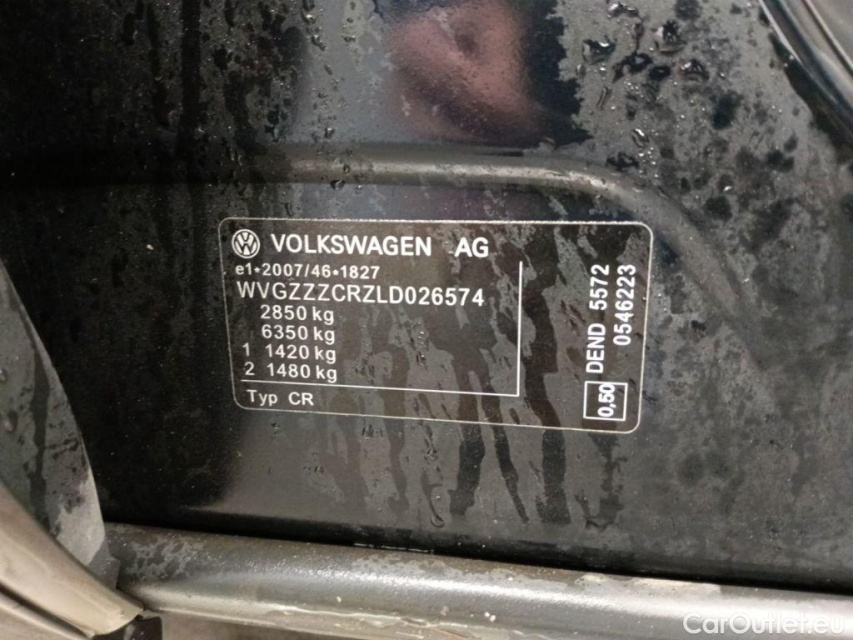 VOLKSWAGEN AG
e1*2007/46*1827
WVGZZZCRZLD026574
2850 kg
6350 kg
1 1420 kg
2 1480 kg
Typ CR
DEND 5572
0546223
0,50
CarOutlet.eu